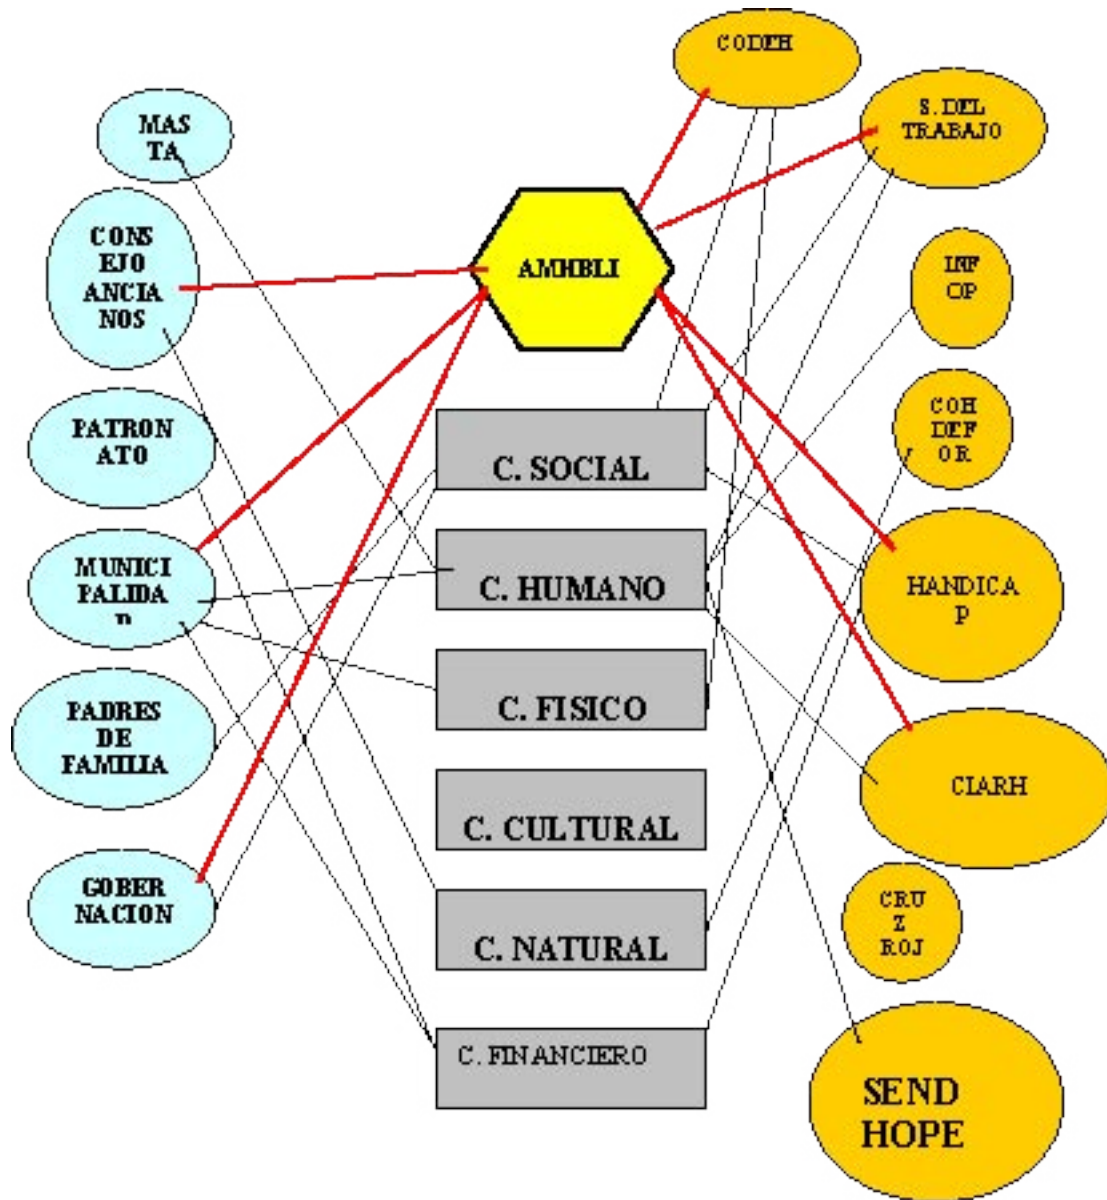 CODEH
S. DEL
TRABAJO
MAS
TA
CONS
EJO
ANCIA
NOS
AMHBLI
INF
OP
PATRON
ATO
COH
DEF
OR
C. SOCIAL
MUNICI
PALIDA
D
C. HUMANO
HANDICA
P
PADRES
DE
FAMILIA
C. FISICO
CIARH
C. CULTURAL
GOBER
NACION
CRU
Z
ROJ
C. NATURAL
C. FINANCIERO
SEND
HOPE